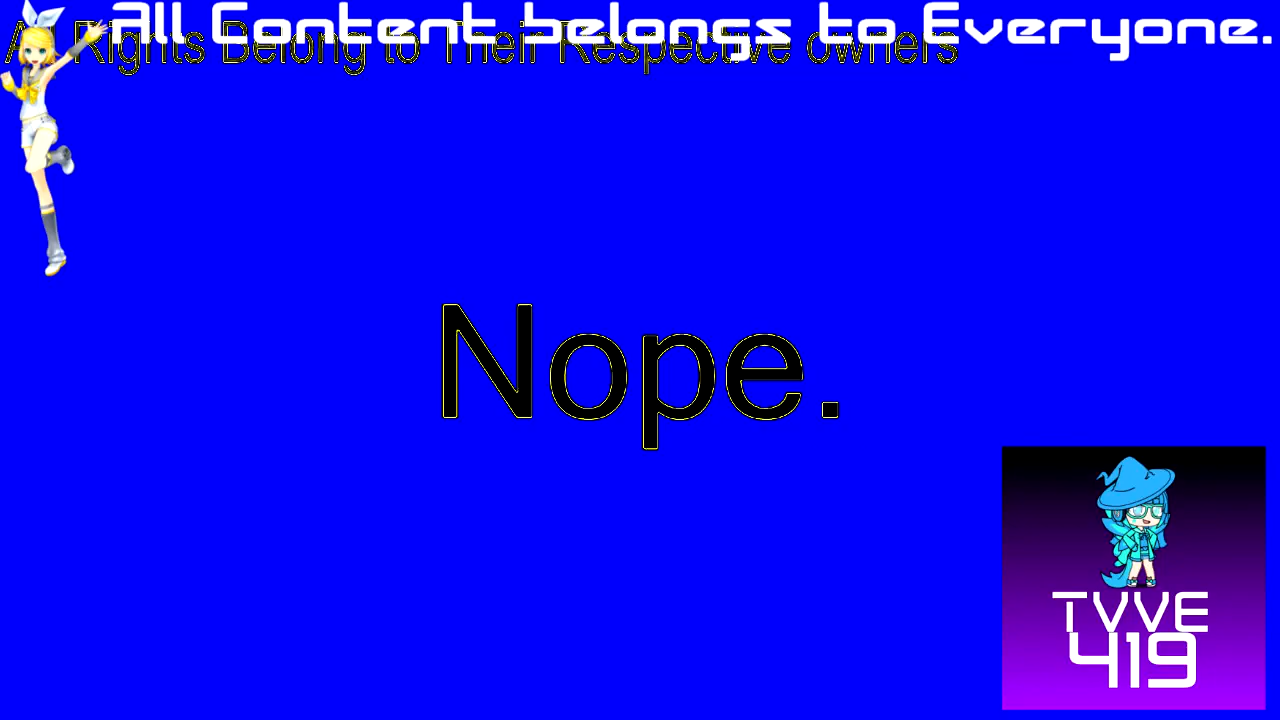 All Content belongs to Everyone.
All Rights Belong to Their Respective owners
Nope.
TVVE
419